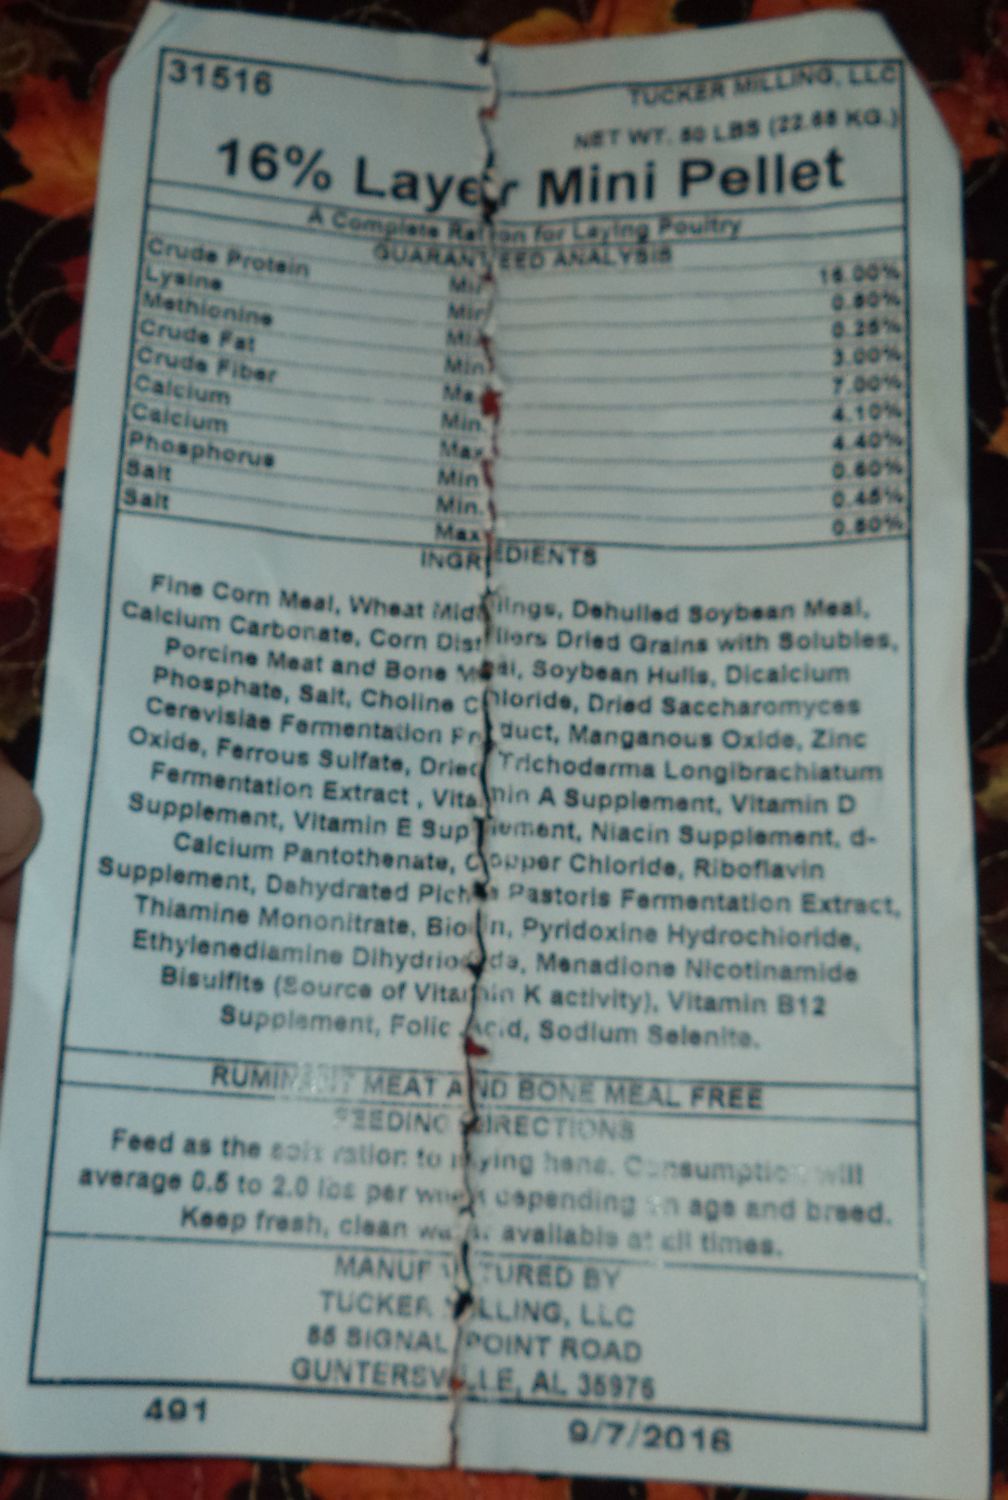 31516 TUCKER MILLING, LLC
NET WT. 50 LBS (22.68 KG.)
16% Layer Mini Pellet
A Complete Ration for Laying Poultry
GUARANTEED ANALYSIS
Crude Protein Min 16.00%
Lysine Min 0.80%
Methionine Min 0.25%
Crude Fat Min 3.00%
Crude Fiber Max 7.00%
Calcium Min. 4.10%
Calcium Max. 4.40%
Phosphorus Min 0.60%
Salt Min. 0.45%
Salt Max 0.80%
INGREDIENTS
Fine Corn Meal, Wheat Middlings, Dehulled Soybean Meal,
Calcium Carbonate, Corn Distillers Dried Grains with Solubles,
Porcine Meat and Bone Meal, Soybean Hulls, Dicalcium
Phosphate, Salt, Choline Chloride, Dried Saccharomyces
Cerevisiae Fermentation Product, Manganous Oxide, Zinc
Oxide, Ferrous Sulfate, Dried Trichoderma Longibrachiatum
Fermentation Extract , Vitamin A Supplement, Vitamin D
Supplement, Vitamin E Supplement, Niacin Supplement, d-
Calcium Pantothenate, Copper Chloride, Riboflavin
Supplement, Dehydrated Pichia Pastoris Fermentation Extract,
Thiamine Mononitrate, Biotin, Pyridoxine Hydrochloride,
Ethylenediamine Dihydriodide, Menadione Nicotinamide
Bisulfite (Source of Vitamin K activity), Vitamin B12
Supplement, Folic Acid, Sodium Selenite.
RUMINANT MEAT AND BONE MEAL FREE
FEEDING DIRECTIONS
Feed as the sole ration to laying hens. Consumption will
average 0.5 to 2.0 lbs per week depending on age and breed.
Keep fresh, clean water available at all times.
MANUFACTURED BY
TUCKER MILLING, LLC
55 SIGNAL POINT ROAD
GUNTERSVILLE, AL 35976
491 9/7/2016